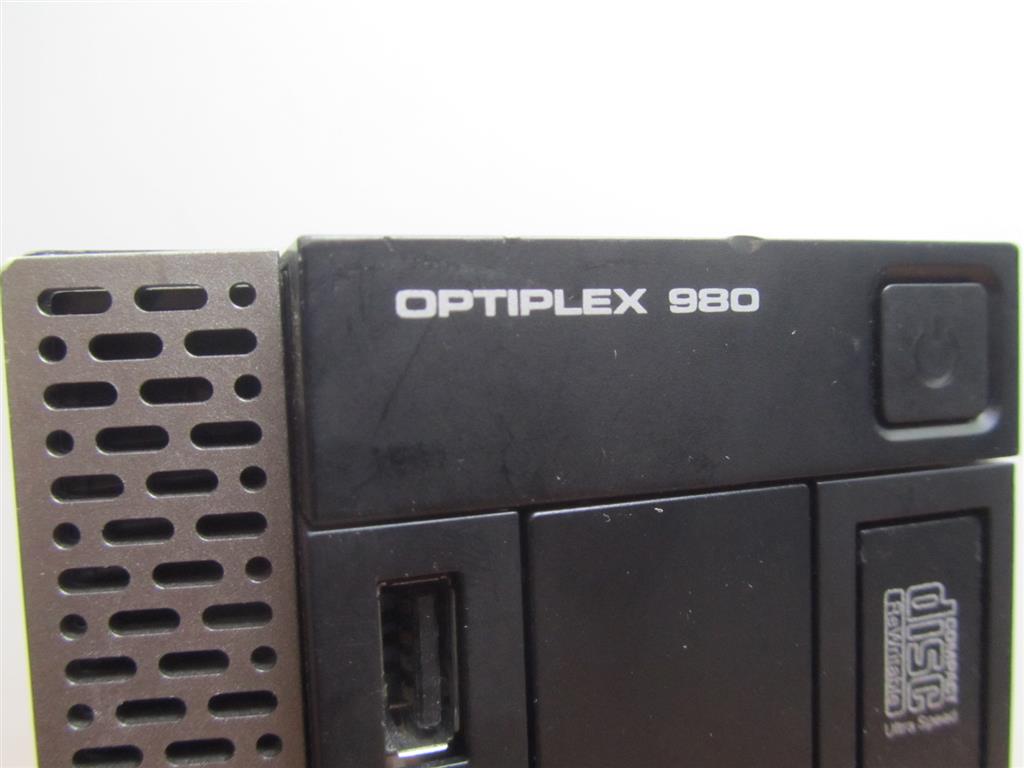 OPTIPLEX 980
COMPACT
disc
ReWritable
Ultra Speed